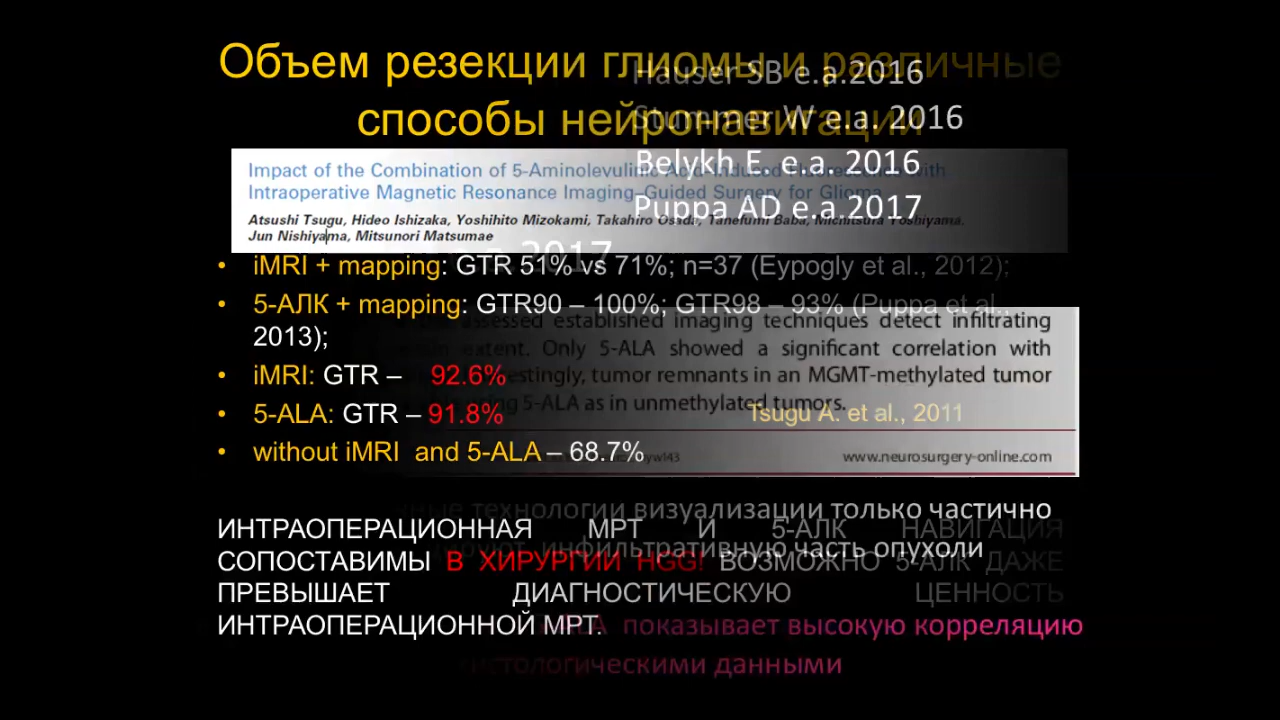 Объем резекции глиомы и различные
способы нейронавигации
Hauser SB e.a.2016
Stummer W e.a. 2016
Belykh E. e.a. 2016
Puppa AD e.a.2017
2017
Impact of the Combination of 5-Aminolevulinic Acid-Induced Fluorescence with
Intraoperative Magnetic Resonance Imaging-Guided Surgery for Glioma
Atsushi Tsugu, Hideo Ishizaka, Yoshihito Mizokami, Takahiro Osada, Tanefumi Baba, Michitsura Yoshiyama,
Jun Nishiyama, Mitsunori Matsumae
• iMRI + mapping: GTR 51% vs 71%; n=37 (Eypogly et al., 2012);
• 5-АЛК + mapping: GTR90 – 100%; GTR98 – 93% (Puppa et al.,
2013);
• iMRI: GTR – 92.6%
• 5-ALA: GTR – 91.8% Tsugu A. et al., 2011
• without iMRI and 5-ALA – 68.7%
assessed established imaging techniques detect infiltrating
extent. Only 5-ALA showed a significant correlation with
tumor remnants in an MGMT-methylated tumor
5-ALA as in unmethylated tumors.
www.neurosurgery-online.com
технологии визуализации только частично
инфильтративную часть опухоли
ИНТРАОПЕРАЦИОННАЯ МРТ И 5-АЛК НАВИГАЦИЯ
СОПОСТАВИМЫ В ХИРУРГИИ HGG! ВОЗМОЖНО 5-АЛК ДАЖЕ
ПРЕВЫШАЕТ ДИАГНОСТИЧЕСКУЮ ЦЕННОСТЬ
ИНТРАОПЕРАЦИОННОЙ МРТ.
показывает высокую корреляцию
данными